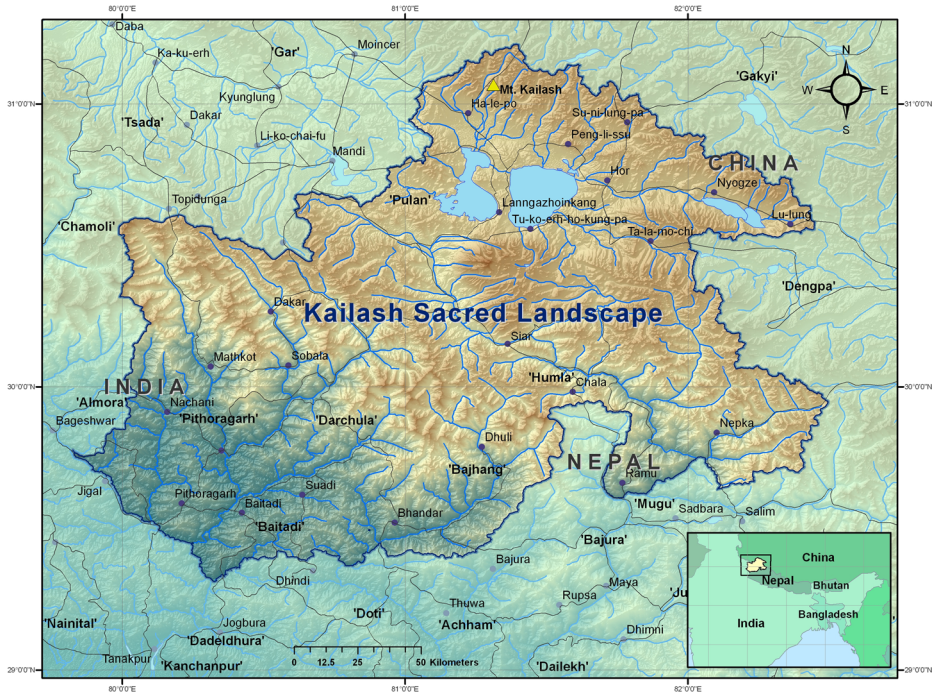 80°0'0"E 81°0'0"E 82°0'0"E
Daba
'Gar'
Moincer
Ka-ku-erh
N
W E
S
'Gakyi'
Kyunglung
Mt. Kailash
31°0'0"N 31°0'0"N
Ha-le-po
'Tsada'
Dakar
Su-ni-lung-pa
Li-ko-chai-fu
Peng-li-ssu
Mandi
CHINA
Hor
Nyogze
Topidunga
'Pulan'
Lanngazhoinkang
Lu-lung
'Chamoli'
Tu-ko-erh-ho-kung-pa
Ta-la-mo-chi
'Dengpa'
Dakar
Kailash Sacred Landscape
Siar
Mathkot
Sobala
INDIA
30°0'0"N 30°0'0"N
'Humla'
Chala
'Almora'
Nachani
Bageshwar
'Pithoragarh'
'Darchula'
Nepka
Dhuli
NEPAL
'Bajhang'
Ramu
Jigal
Pithoragarh
Suadi
Baitadi
'Mugu'
Sadbara
Salim
Bhandar
'Baitadi'
'Bajura'
Bajura
China
Dhindi
Nepal
Bhutan
Maya
'Ju
Rupsa
Thuwa
'Doti'
Bangladesh
'Nainital'
Jogbura
'Achham'
India
Dhimni
'Dadeldhura'
Tanakpur
'Kanchanpur'
0 12.5 25 50 Kilometers
'Dailekh'
29°0'0"N 29°0'0"N
80°0'0"E 81°0'0"E 82°0'0"E